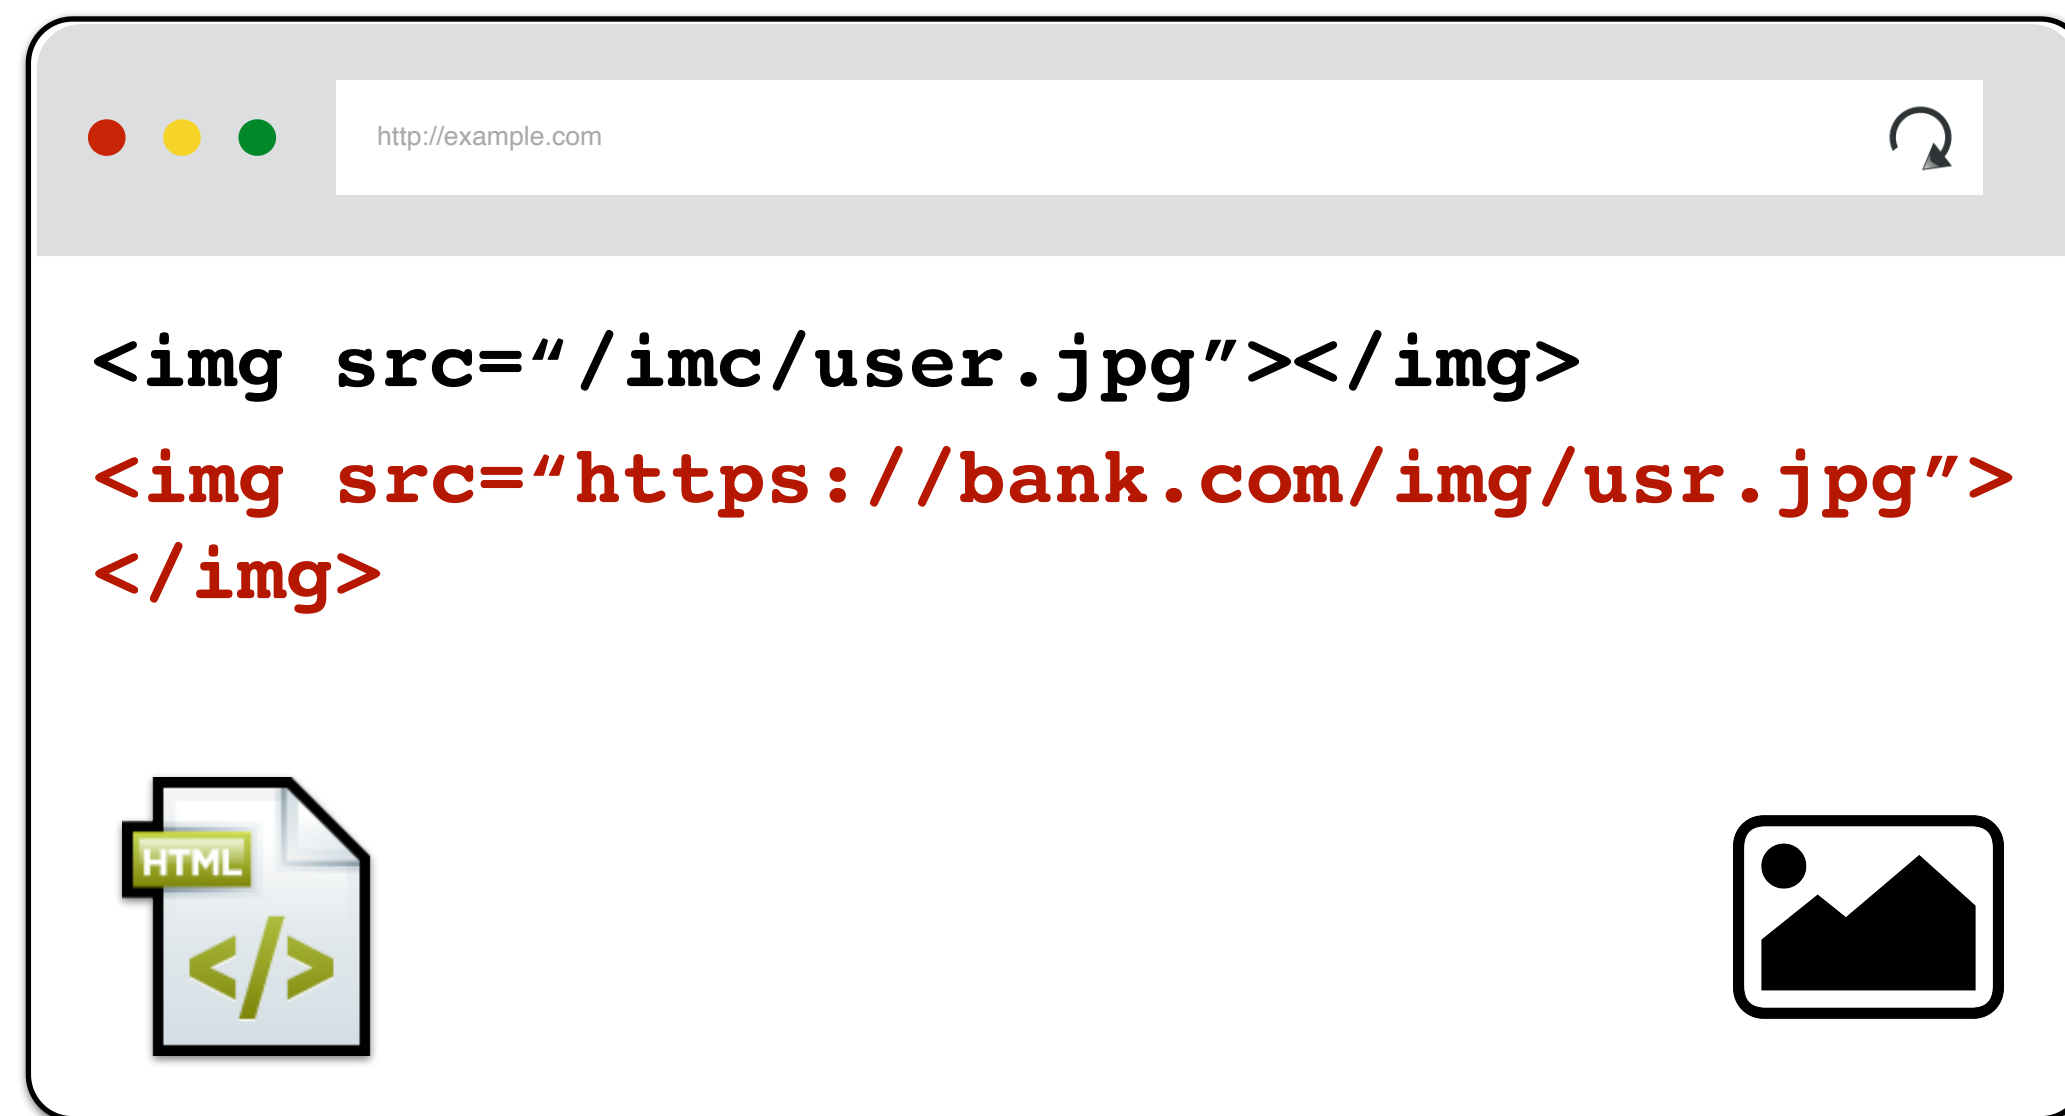 http://example.com
<img src=“/imc/user.jpg”></img>
<img src=“https://bank.com/img/usr.jpg”>
</img>
HTML
</>